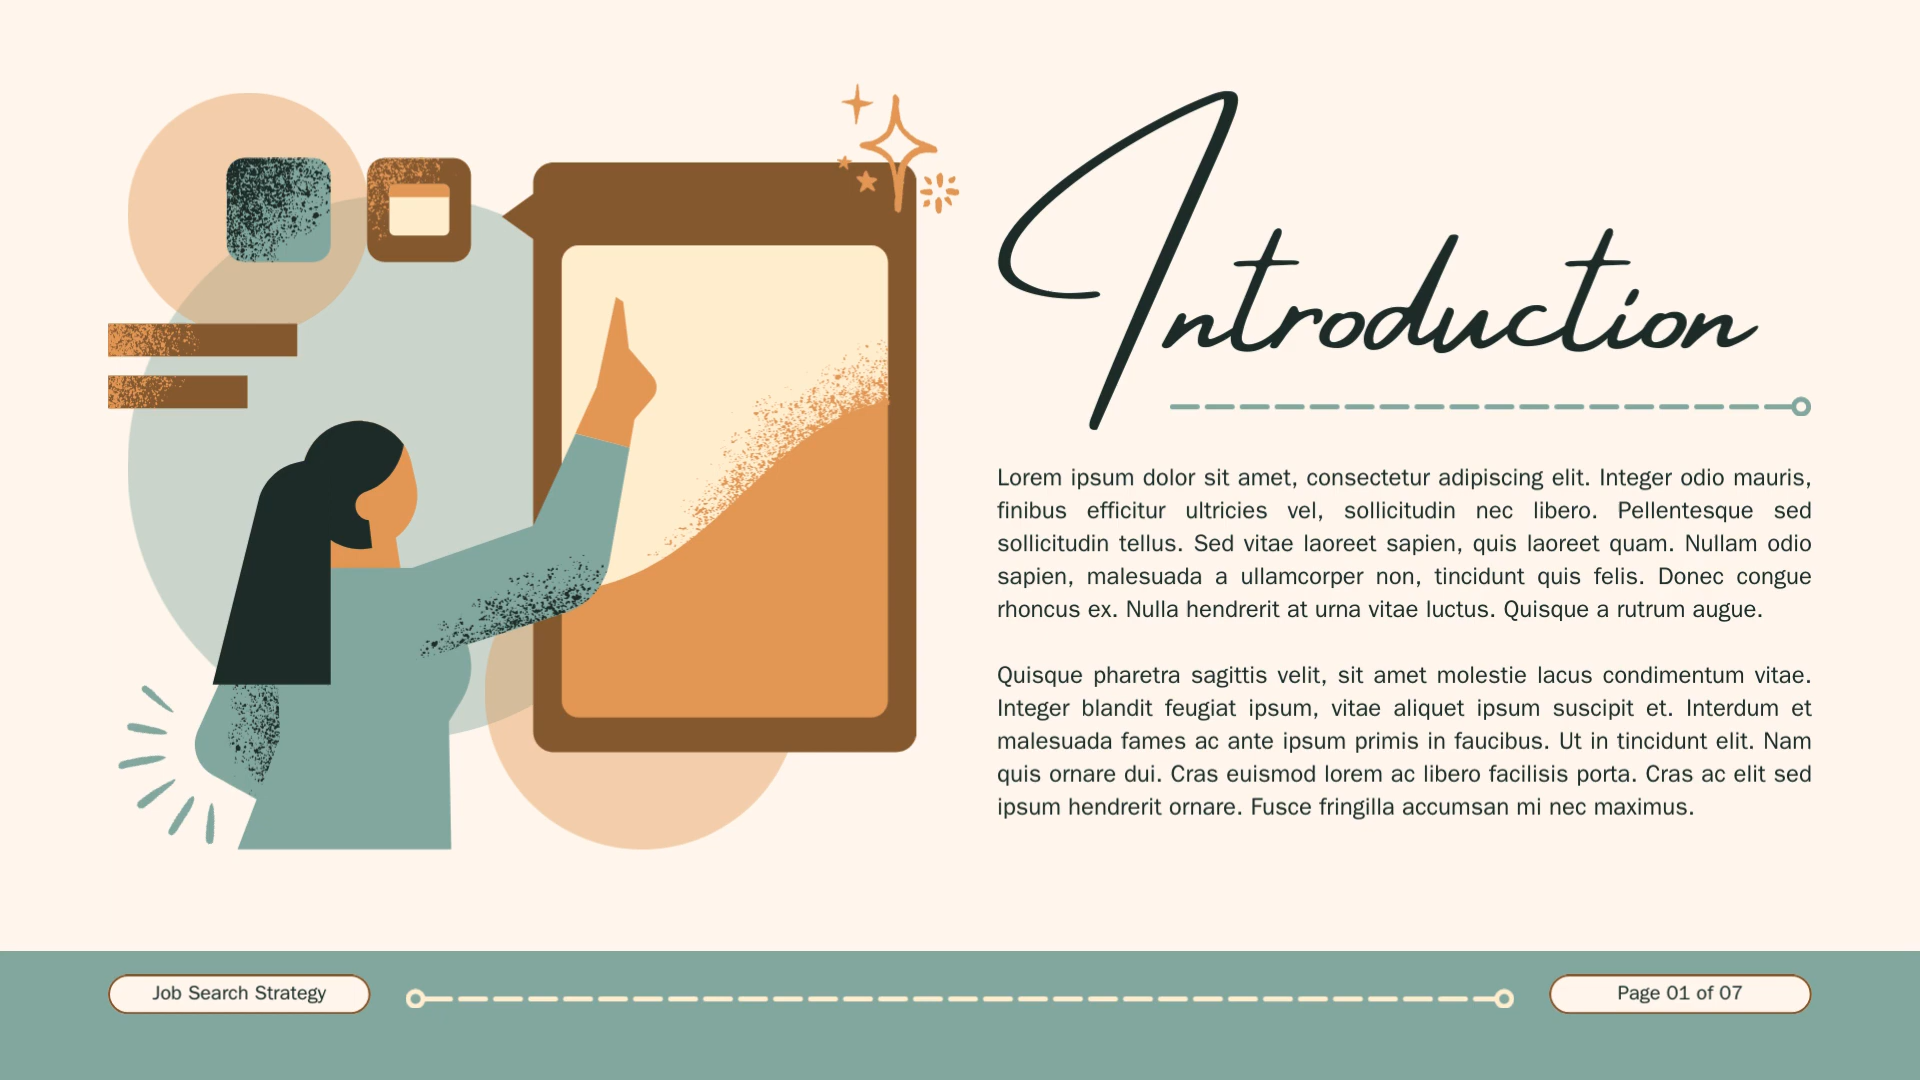 Introduction
Lorem ipsum dolor sit amet, consectetur adipiscing elit. Integer odio mauris,
finibus efficitur ultricies vel, sollicitudin nec libero. Pellentesque sed
sollicitudin tellus. Sed vitae laoreet sapien, quis laoreet quam. Nullam odio
sapien, malesuada a ullamcorper non, tincidunt quis felis. Donec congue
rhoncus ex. Nulla hendrerit at urna vitae luctus. Quisque a rutrum augue.
Quisque pharetra sagittis velit, sit amet molestie lacus condimentum vitae.
Integer blandit feugiat ipsum, vitae aliquet ipsum suscipit et. Interdum et
malesuada fames ac ante ipsum primis in faucibus. Ut in tincidunt elit. Nam
quis ornare dui. Cras euismod lorem ac libero facilisis porta. Cras ac elit sed
ipsum hendrerit ornare. Fusce fringilla accumsan mi nec maximus.
Job Search Strategy
Page 01 of 07